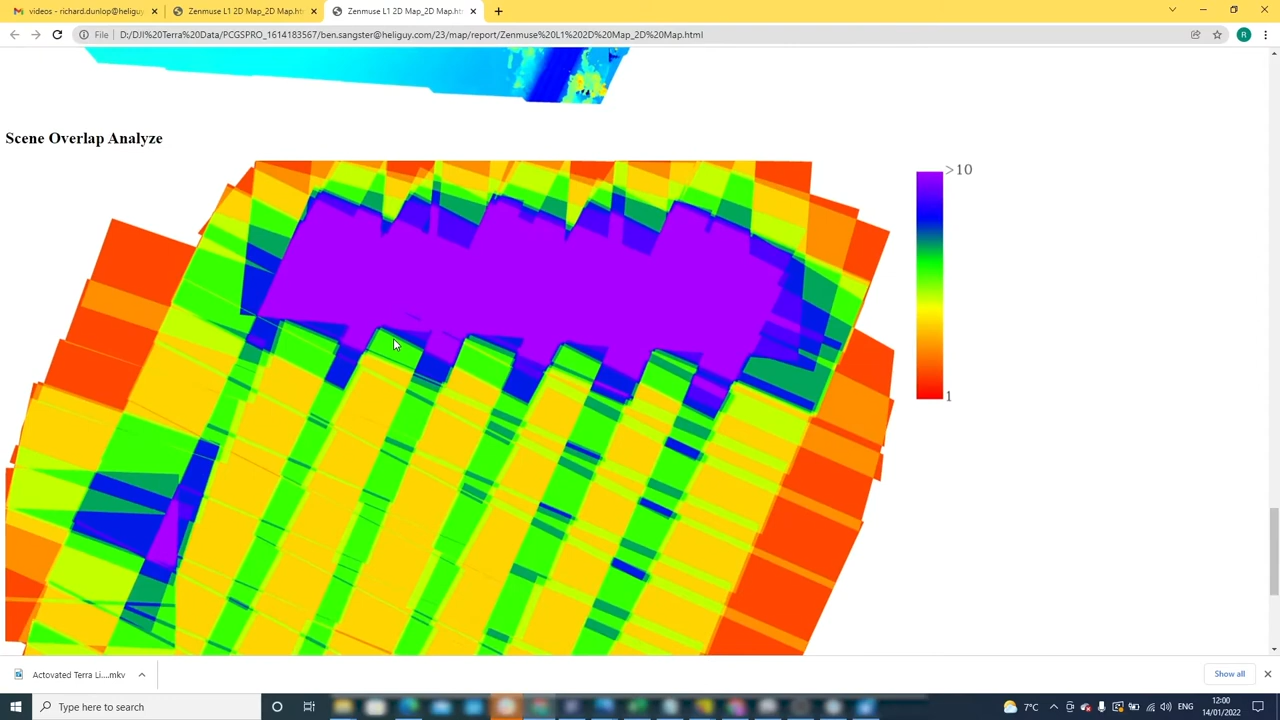 videos - richard.dunlop@heliguy
Zenmuse L1 2D Map_2D Map.ht
Zenmuse L1 2D Map_2D Map.ht
File
D:/DJI%20Terra%20Data/PCGSPRO_1614183567/ben.sangster@heliguy.com/23/map/report/Zenmuse%20L1%202D%20Map_2D%20Map.html
R
Scene Overlap Analyze
>10
1
Actovated Terra Li....mkv
Show all
Type here to search
7°C
ENG
12:00
14/01/2022